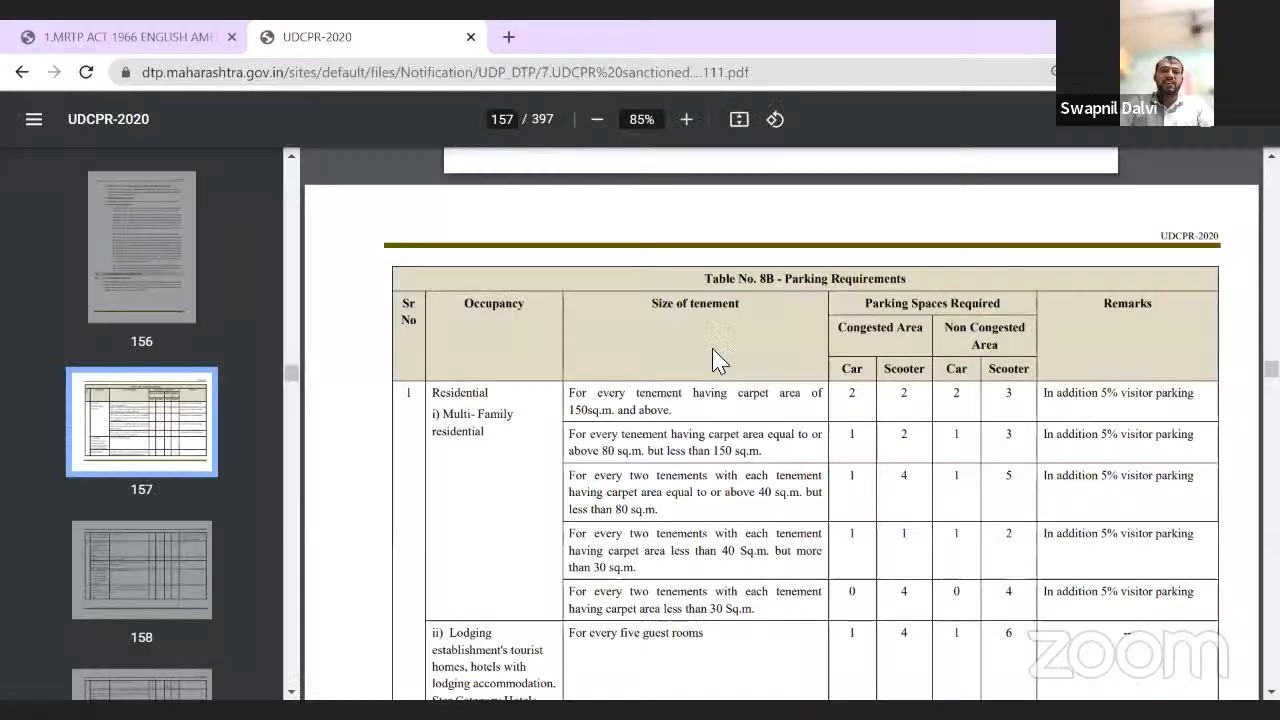 1.MRTP ACT 1966 ENGLISH AME
UDCPR-2020
dtp.maharashtra.gov.in/sites/default/files/Notification/UDP_DTP/7.UDCPR%20sanctioned....111.pdf
Swapnil Dalvi
UDCPR-2020
157 / 397
85%
156
157
158
UDCPR-2020
Table No. 8B - Parking Requirements
Sr No Occupancy Size of tenement Parking Spaces Required Remarks
Congested Area Non Congested Area
Car Scooter Car Scooter
1 Residential For every tenement having carpet area of 2 2 2 3 In addition 5% visitor parking
i) Multi- Family 150sq.m. and above.
residential For every tenement having carpet area equal to or 1 2 1 3 In addition 5% visitor parking
above 80 sq.m. but less than 150 sq.m.
For every two tenements with each tenement 1 4 1 5 In addition 5% visitor parking
having carpet area equal to or above 40 sq.m. but
less than 80 sq.m.
For every two tenements with each tenement 1 1 1 2 In addition 5% visitor parking
having carpet area less than 40 Sq.m. but more
than 30 sq.m.
For every two tenements with each tenement 0 4 0 4 In addition 5% visitor parking
having carpet area less than 30 Sq.m.
ii) Lodging For every five guest rooms 1 4 1 6 --
establishment's tourist
homes, hotels with
lodging accommodation,
zoom